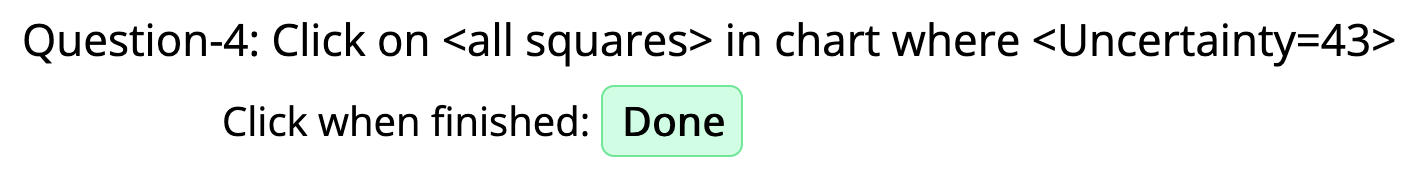 Question-4: Click on <all squares> in chart where <Uncertainty=43>
Click when finished: Done